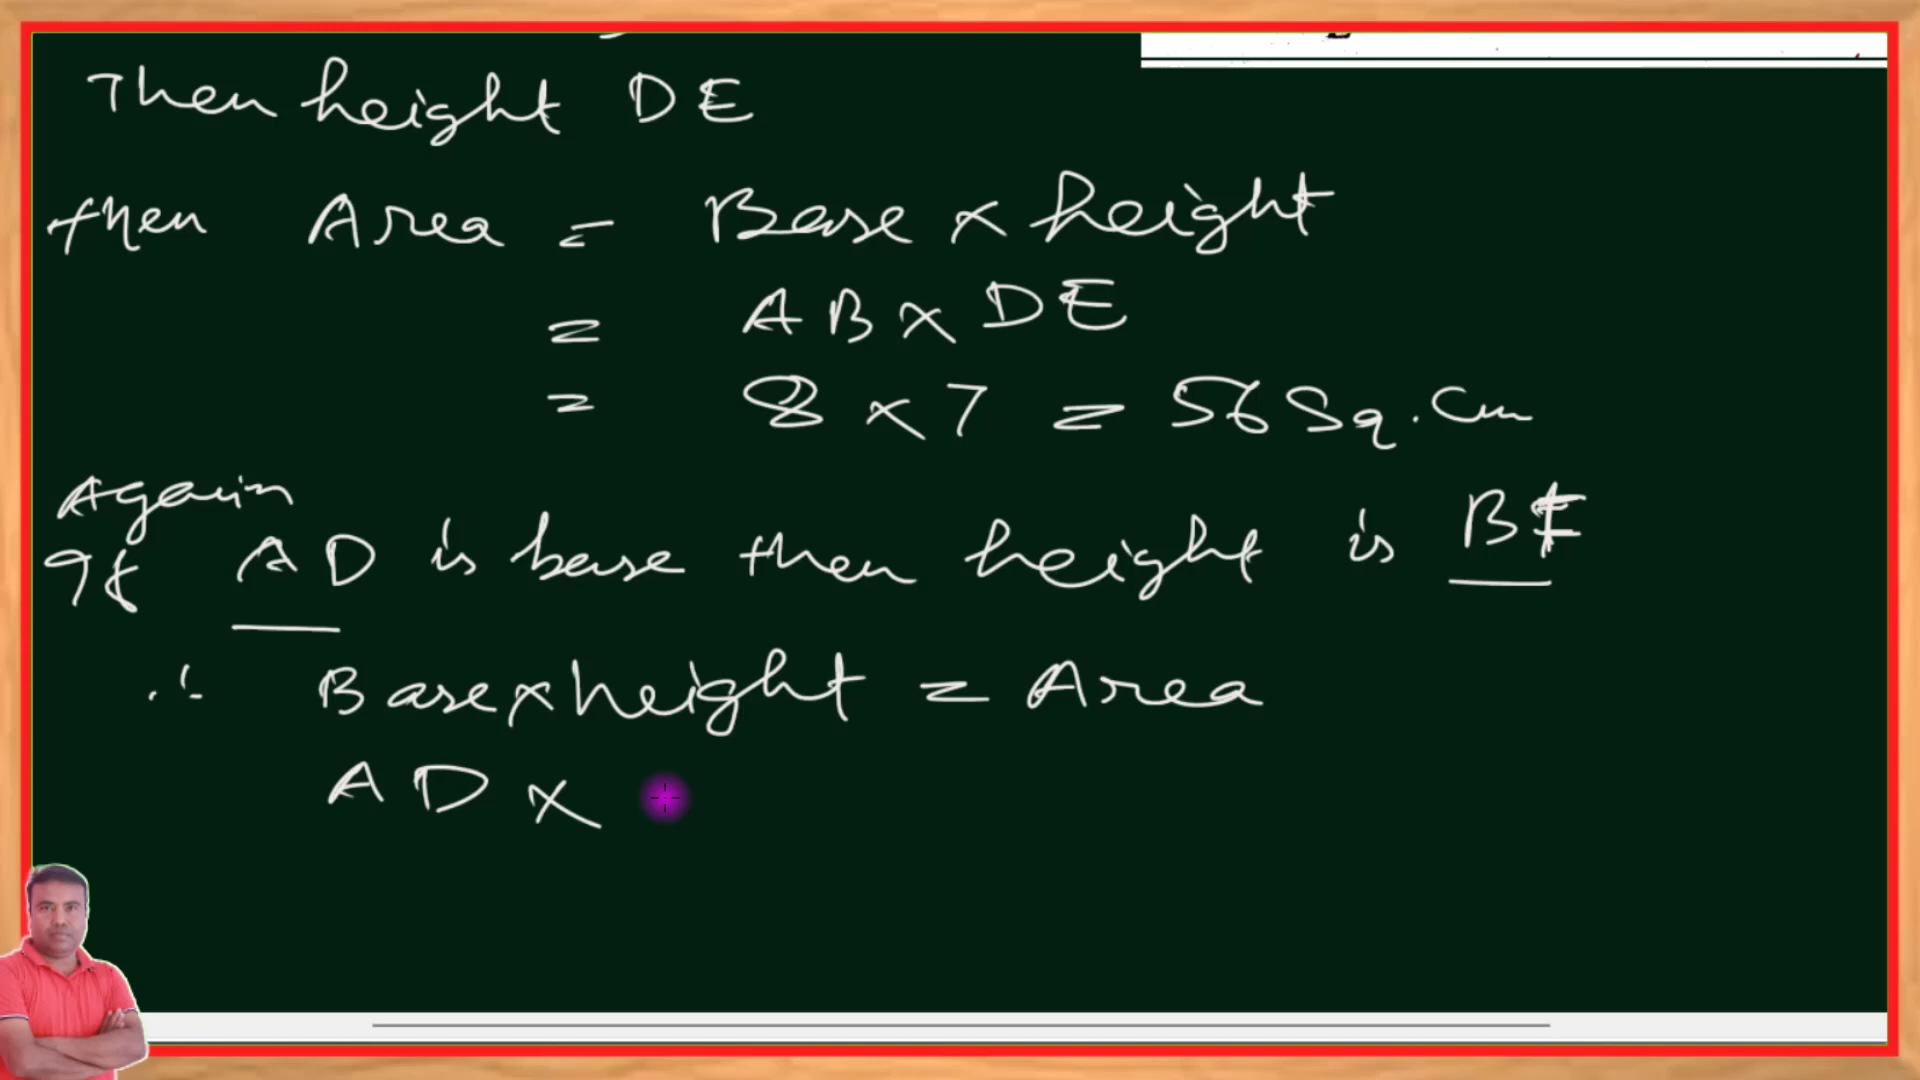 Then height DE
then Area = Base × height
= AB × DE
= 8 × 7 = 56 Sq. Cm
Again
If AD is base then height is BF
∴ Base × height = Area
AD ×